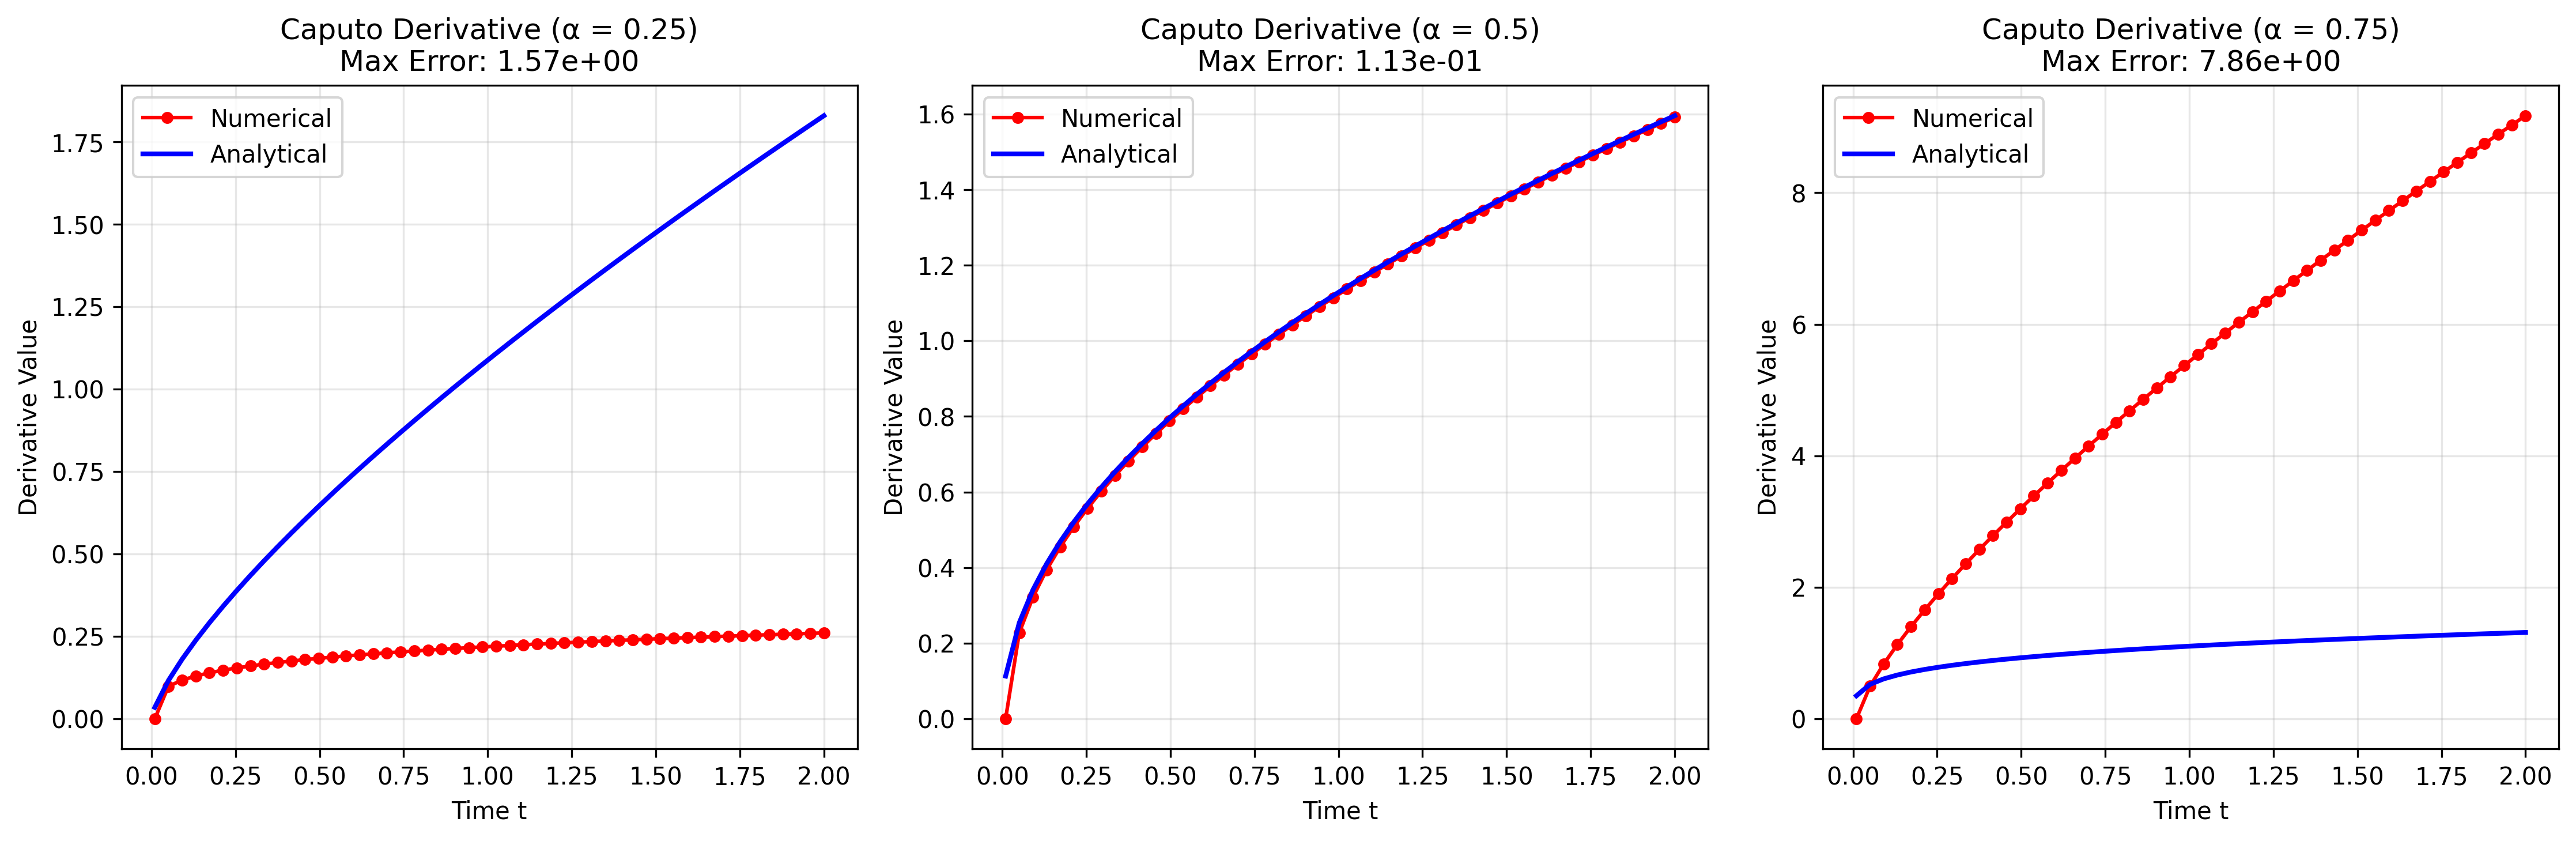 Caputo Derivative (α = 0.25)
Max Error: 1.57e+00
Numerical
Analytical
Derivative Value
1.75
1.50
1.25
1.00
0.75
0.50
0.25
0.00
0.00 0.25 0.50 0.75 1.00 1.25 1.50 1.75 2.00
Time t
Caputo Derivative (α = 0.5)
Max Error: 1.13e-01
Numerical
Analytical
Derivative Value
1.6
1.4
1.2
1.0
0.8
0.6
0.4
0.2
0.0
0.00 0.25 0.50 0.75 1.00 1.25 1.50 1.75 2.00
Time t
Caputo Derivative (α = 0.75)
Max Error: 7.86e+00
Numerical
Analytical
Derivative Value
8
6
4
2
0
0.00 0.25 0.50 0.75 1.00 1.25 1.50 1.75 2.00
Time t